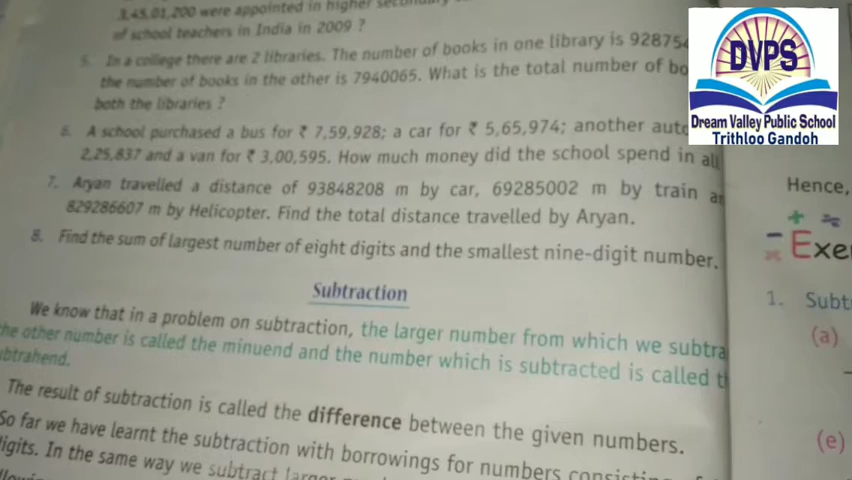 3,45,01,200 were appointed in higher secondary
of school teachers in India in 2009 ?
5. In a college there are 2 libraries. The number of books in one library is 928754
the number of books in the other is 7940065. What is the total number of
both the libraries ?
6. A school purchased a bus for ₹ 7,59,928; a car for ₹ 5,65,974; another
2,25,837 and a van for ₹ 3,00,595. How much money did the school spend in all
7. Aryan travelled a distance of 93848208 m by car, 69285002 m by train
829286607 m by Helicopter. Find the total distance travelled by Aryan.
8. Find the sum of largest number of eight digits and the smallest nine-digit number.
Subtraction
We know that in a problem on subtraction, the larger number from which we
the other number is called the minuend and the number which is subtracted is called
subtrahend.
The result of subtraction is called the difference between the given numbers.
So far we have learnt the subtraction with borrowings for numbers consisting
digits. In the same way we subtract
DVPS
Dream Valley Public School
Trithloo Gandoh
Hence,
1.
(a)
(e)